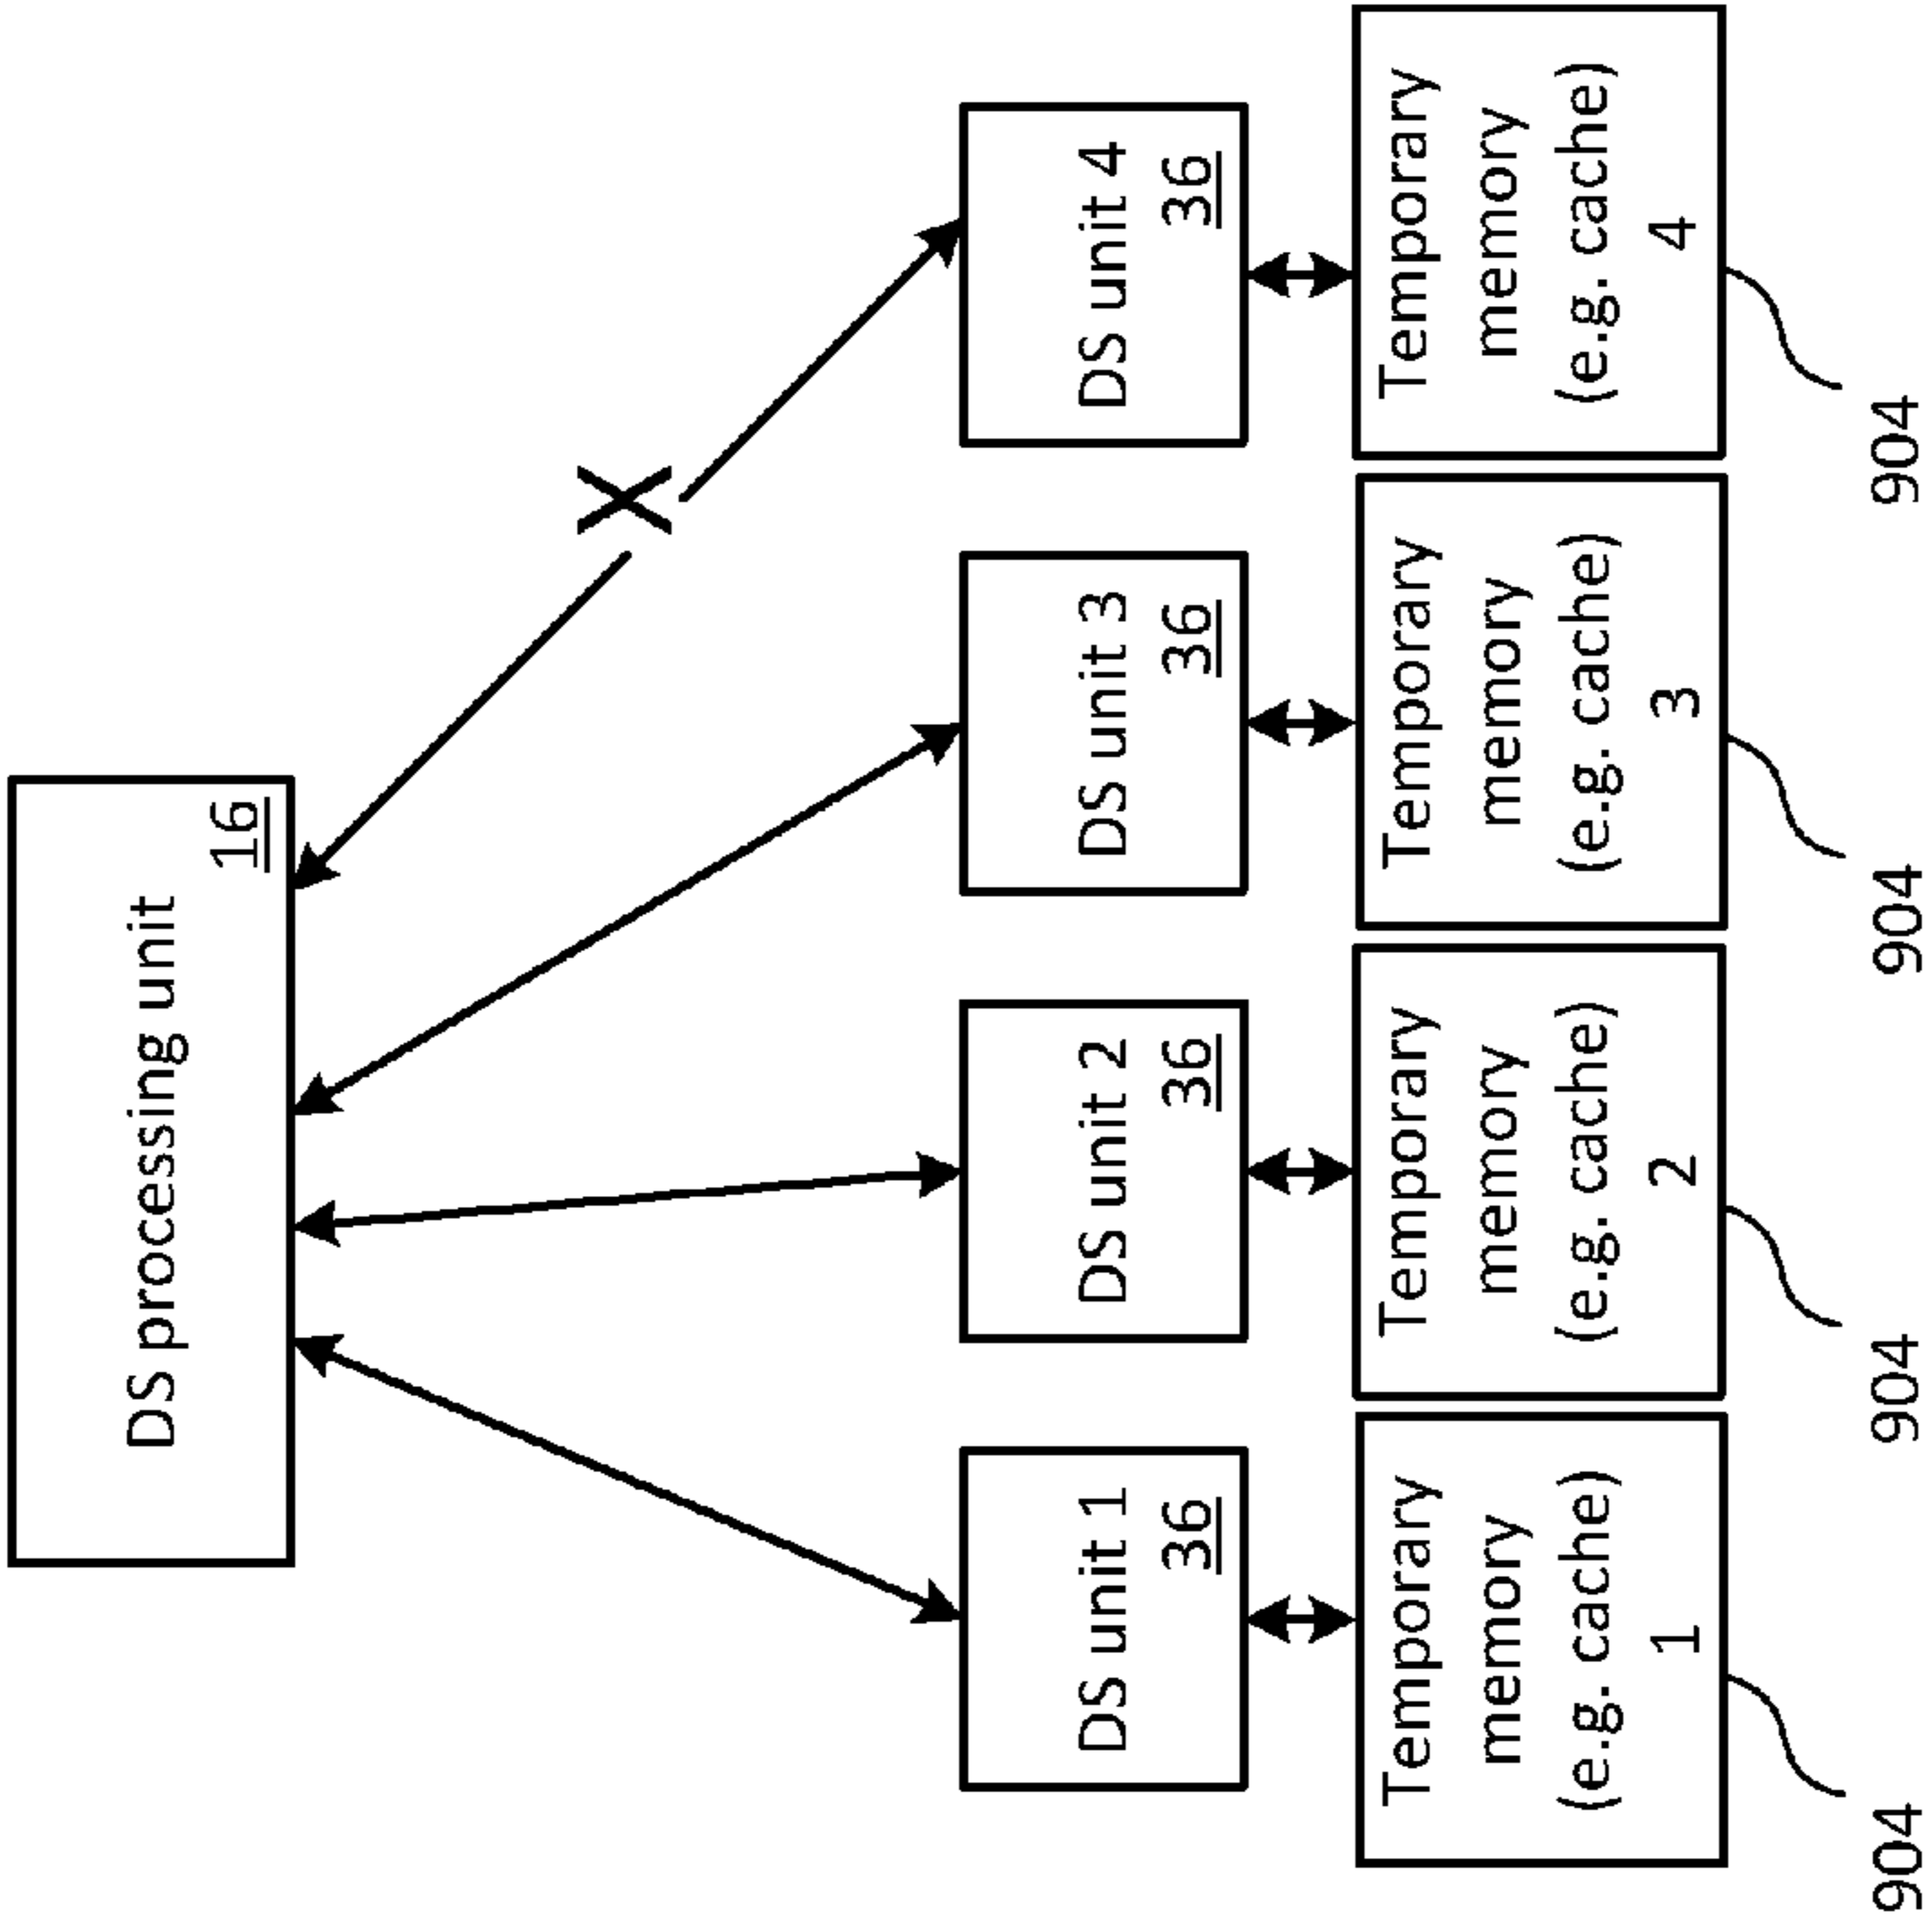 DS processing unit
16
X
DS unit 1
36
DS unit 2
36
DS unit 3
36
DS unit 4
36
Temporary
memory
(e.g. cache)
1
Temporary
memory
(e.g. cache)
2
Temporary
memory
(e.g. cache)
3
Temporary
memory
(e.g. cache)
4
904
904
904
904